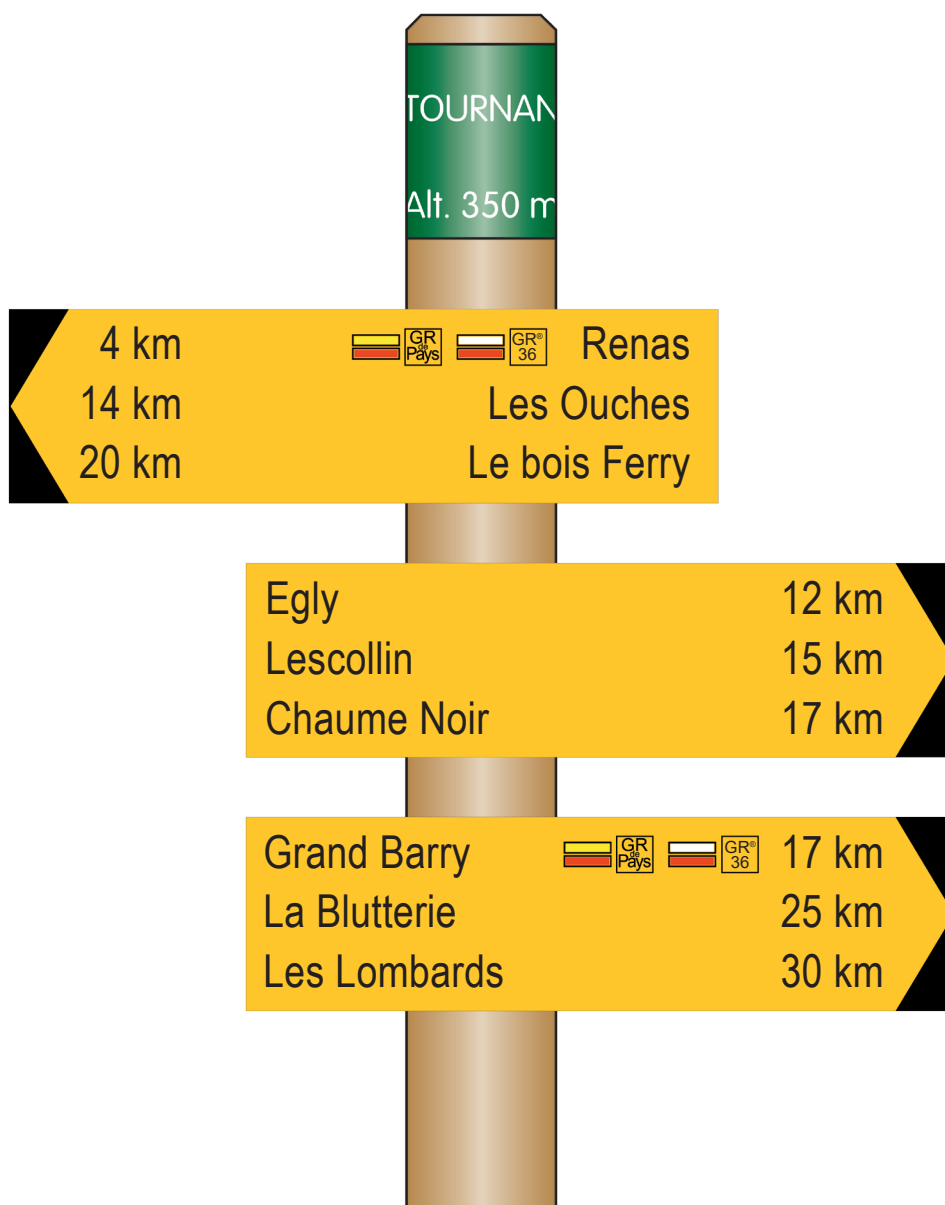 TOURNAN
Alt. 350 m
4 km GR de Pays GR® 36 Renas
14 km Les Ouches
20 km Le bois Ferry
Egly 12 km
Lescollin 15 km
Chaume Noir 17 km
Grand Barry GR de Pays GR® 36 17 km
La Blutterie 25 km
Les Lombards 30 km